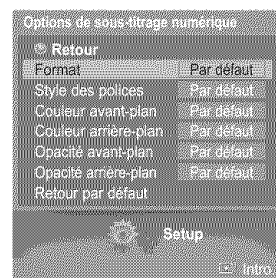 Options de sous-titrage numérique
Retour
Format Par défaut
Style des polices Par défaut
Couleur avant-plan Par défaut
Couleur arrière-plan Par défaut
Opacité avant-plan Par défaut
Opacité arrière-plan Par défaut
Retour par défaut
Setup
Intro